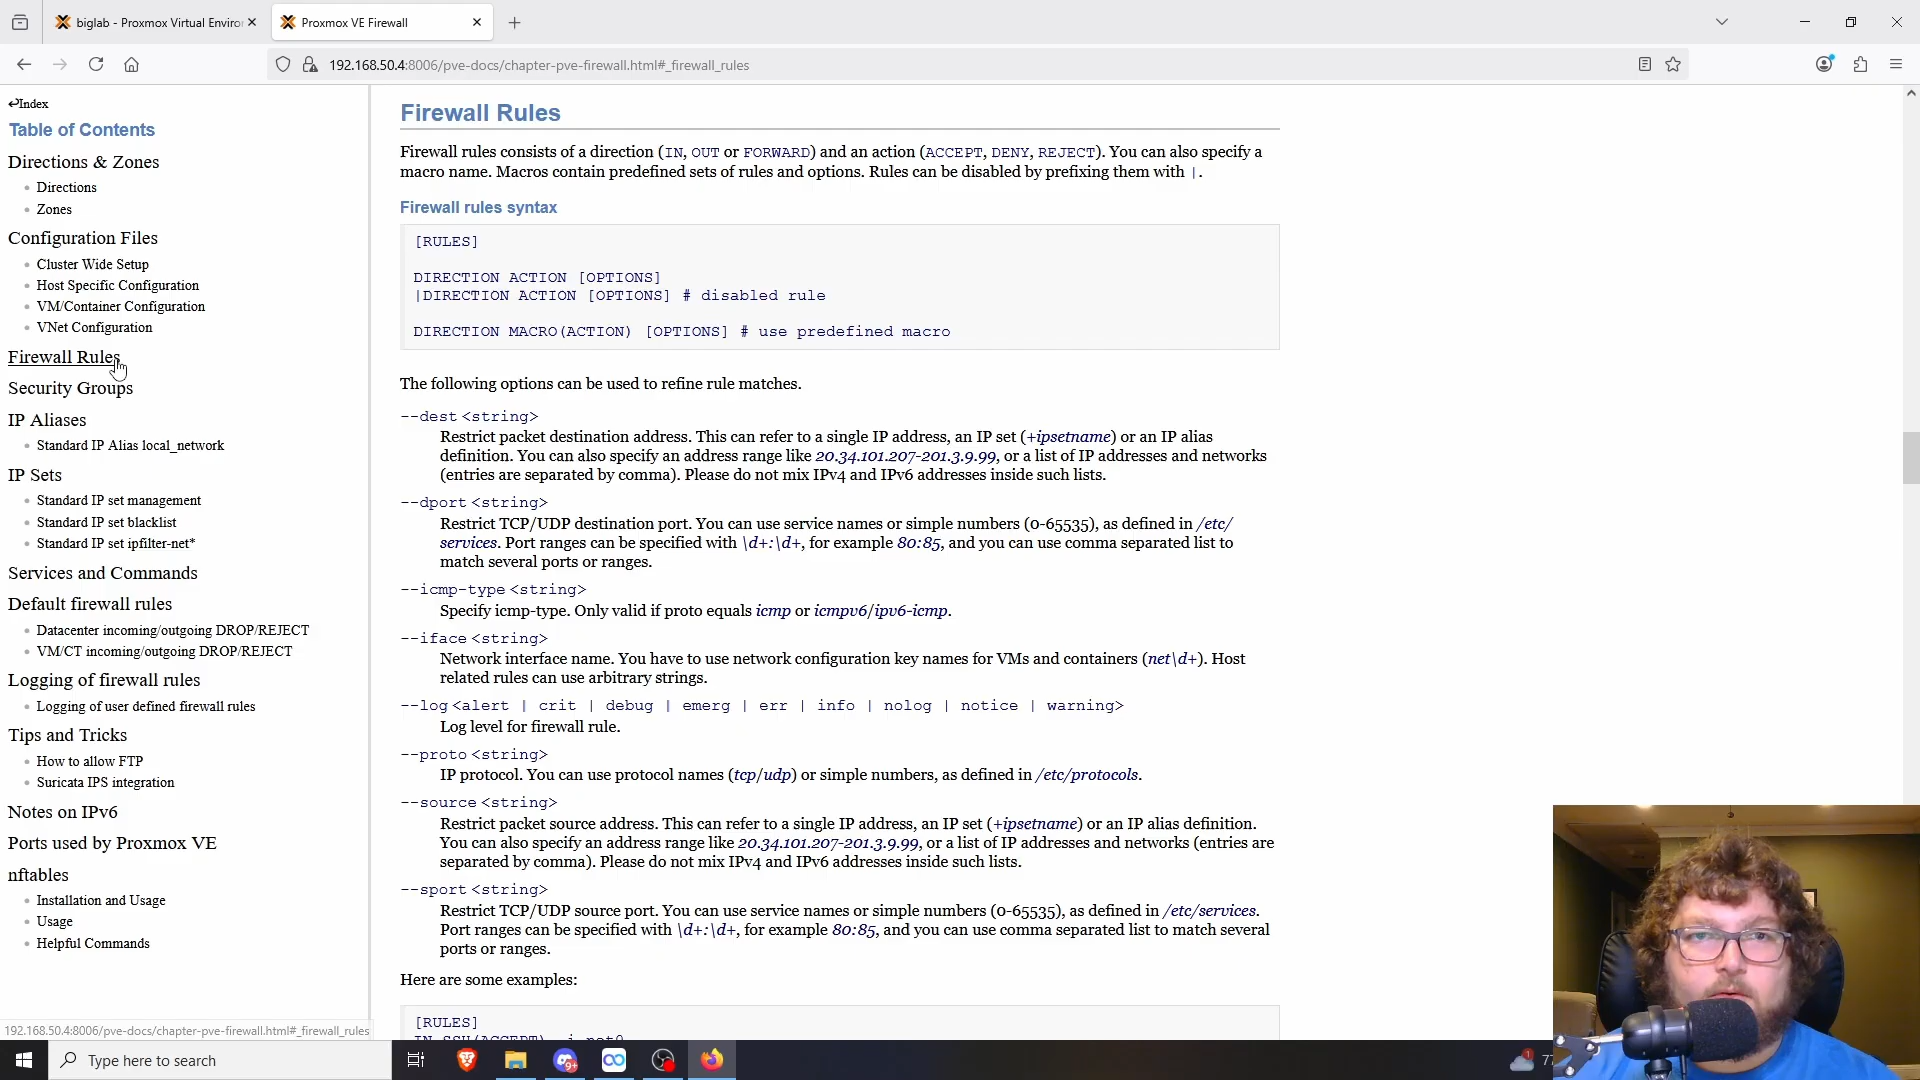 biglab - Proxmox Virtual Enviro
Proxmox VE Firewall
192.168.50.4:8006/pve-docs/chapter-pve-firewall.html#_firewall_rules
↩Index
Table of Contents
Directions & Zones
Directions
Zones
Configuration Files
Cluster Wide Setup
Host Specific Configuration
VM/Container Configuration
VNet Configuration
Firewall Rules
Security Groups
IP Aliases
Standard IP Alias local_network
IP Sets
Standard IP set management
Standard IP set blacklist
Standard IP set ipfilter-net*
Services and Commands
Default firewall rules
Datacenter incoming/outgoing DROP/REJECT
VM/CT incoming/outgoing DROP/REJECT
Logging of firewall rules
Logging of user defined firewall rules
Tips and Tricks
How to allow FTP
Suricata IPS integration
Notes on IPv6
Ports used by Proxmox VE
nftables
Installation and Usage
Usage
Helpful Commands
192.168.50.4:8006/pve-docs/chapter-pve-firewall.html#_firewall_rules
Firewall Rules
Firewall rules consists of a direction (IN, OUT or FORWARD) and an action (ACCEPT, DENY, REJECT). You can also specify a
macro name. Macros contain predefined sets of rules and options. Rules can be disabled by prefixing them with |.
Firewall rules syntax
[RULES]
DIRECTION ACTION [OPTIONS]
|DIRECTION ACTION [OPTIONS] # disabled rule
DIRECTION MACRO(ACTION) [OPTIONS] # use predefined macro
The following options can be used to refine rule matches.
--dest <string>
Restrict packet destination address. This can refer to a single IP address, an IP set (+ipsetname) or an IP alias
definition. You can also specify an address range like 20.34.101.207-201.3.9.99, or a list of IP addresses and networks
(entries are separated by comma). Please do not mix IPv4 and IPv6 addresses inside such lists.
--dport <string>
Restrict TCP/UDP destination port. You can use service names or simple numbers (0-65535), as defined in /etc/
services. Port ranges can be specified with \d+:\d+, for example 80:85, and you can use comma separated list to
match several ports or ranges.
--icmp-type <string>
Specify icmp-type. Only valid if proto equals icmp or icmpv6/ipv6-icmp.
--iface <string>
Network interface name. You have to use network configuration key names for VMs and containers (net\d+). Host
related rules can use arbitrary strings.
--log <alert | crit | debug | emerg | err | info | nolog | notice | warning>
Log level for firewall rule.
--proto <string>
IP protocol. You can use protocol names (tcp/udp) or simple numbers, as defined in /etc/protocols.
--source <string>
Restrict packet source address. This can refer to a single IP address, an IP set (+ipsetname) or an IP alias definition.
You can also specify an address range like 20.34.101.207-201.3.9.99, or a list of IP addresses and networks (entries are
separated by comma). Please do not mix IPv4 and IPv6 addresses inside such lists.
--sport <string>
Restrict TCP/UDP source port. You can use service names or simple numbers (0-65535), as defined in /etc/services.
Port ranges can be specified with \d+:\d+, for example 80:85, and you can use comma separated list to match several
ports or ranges.
Here are some examples:
[RULES]
IN SSH(ACCEPT) -i net0
Type here to search
9+
1
77